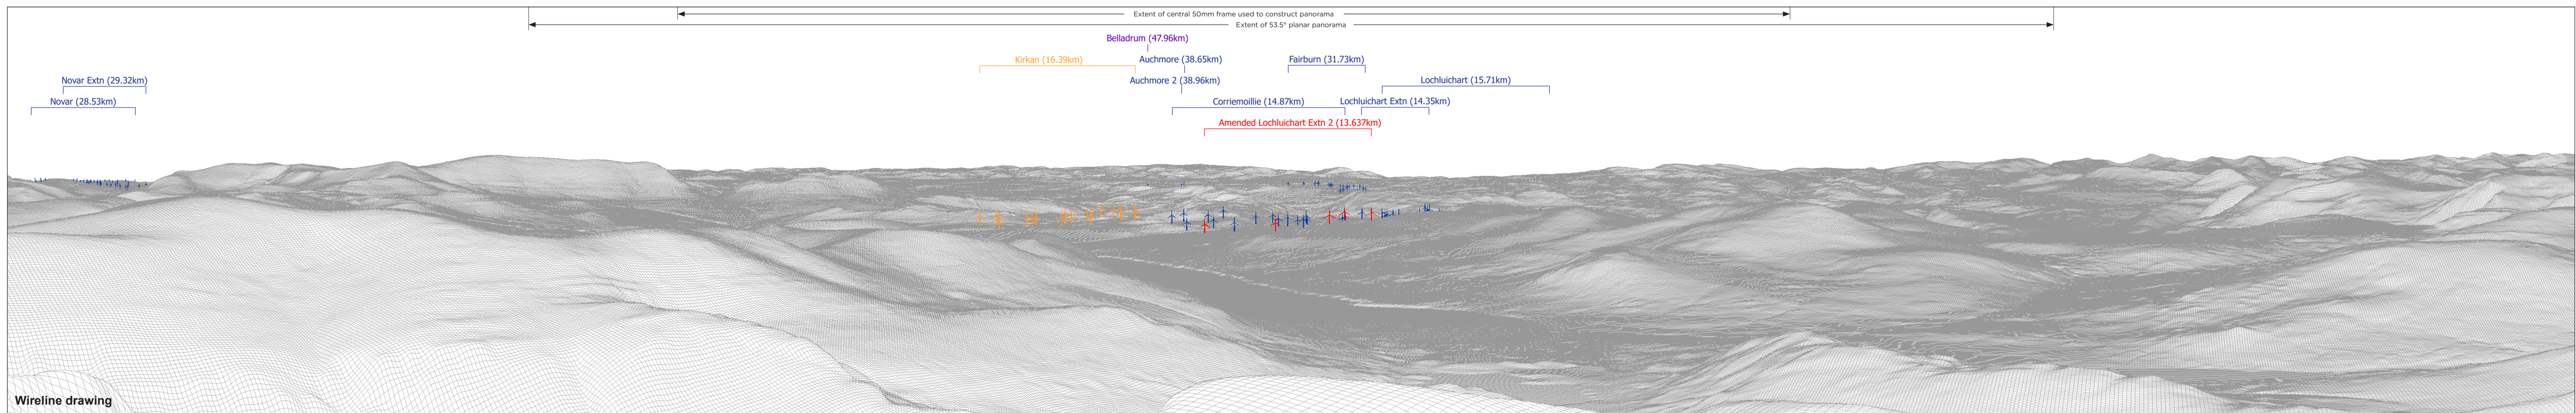 Extent of central 50mm frame used to construct panorama
Extent of 53.5° planar panorama
Belladrum (47.96km)
Kirkan (16.39km)
Auchmore (38.65km)
Fairburn (31.73km)
Novar Extn (29.32km)
Auchmore 2 (38.96km)
Lochluichart (15.71km)
Novar (28.53km)
Corriemoillie (14.87km)
Lochluichart Extn (14.35km)
Amended Lochluichart Extn 2 (13.637km)
Wireline drawing